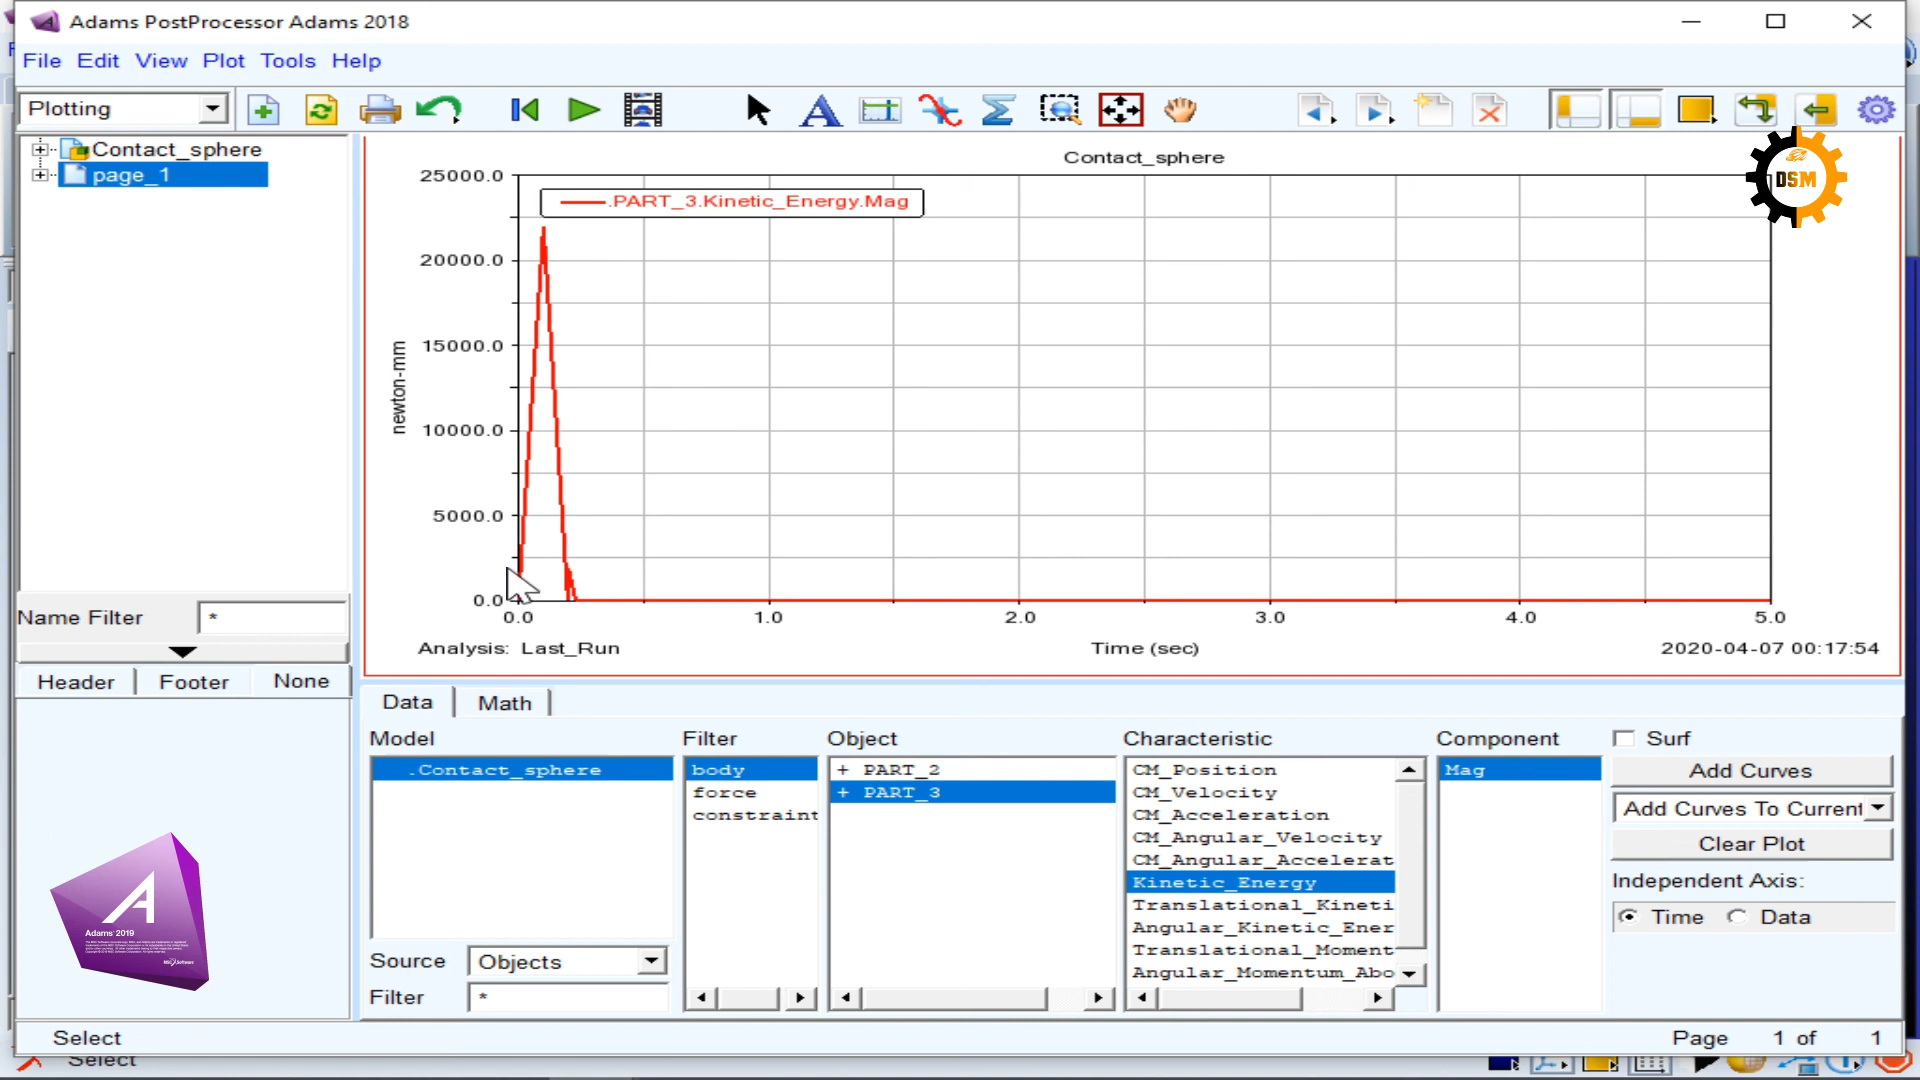 Adams PostProcessor Adams 2018
File Edit View Plot Tools Help
Plotting
Contact_sphere
page_1
Name Filter *
Header Footer None
Adams 2019
Contact_sphere
.PART_3.Kinetic_Energy.Mag
25000.0
20000.0
15000.0
10000.0
5000.0
0.0
newton-mm
0.0 1.0 2.0 3.0 4.0 5.0
Analysis: Last_Run Time (sec) 2020-04-07 00:17:54
DSM
Data Math
Model Filter Object Characteristic Component Surf
.Contact_sphere
body
force
constraint
+ PART_2
+ PART_3
CM_Position
CM_Velocity
CM_Acceleration
CM_Angular_Velocity
CM_Angular_Accelerat
Kinetic_Energy
Translational_Kineti
Angular_Kinetic_Ener
Translational_Moment
Angular_Momentum_Abo
Mag
Add Curves
Add Curves To Current
Clear Plot
Independent Axis:
Time Data
Source Objects
Filter *
Select
Page 1 of 1
Select